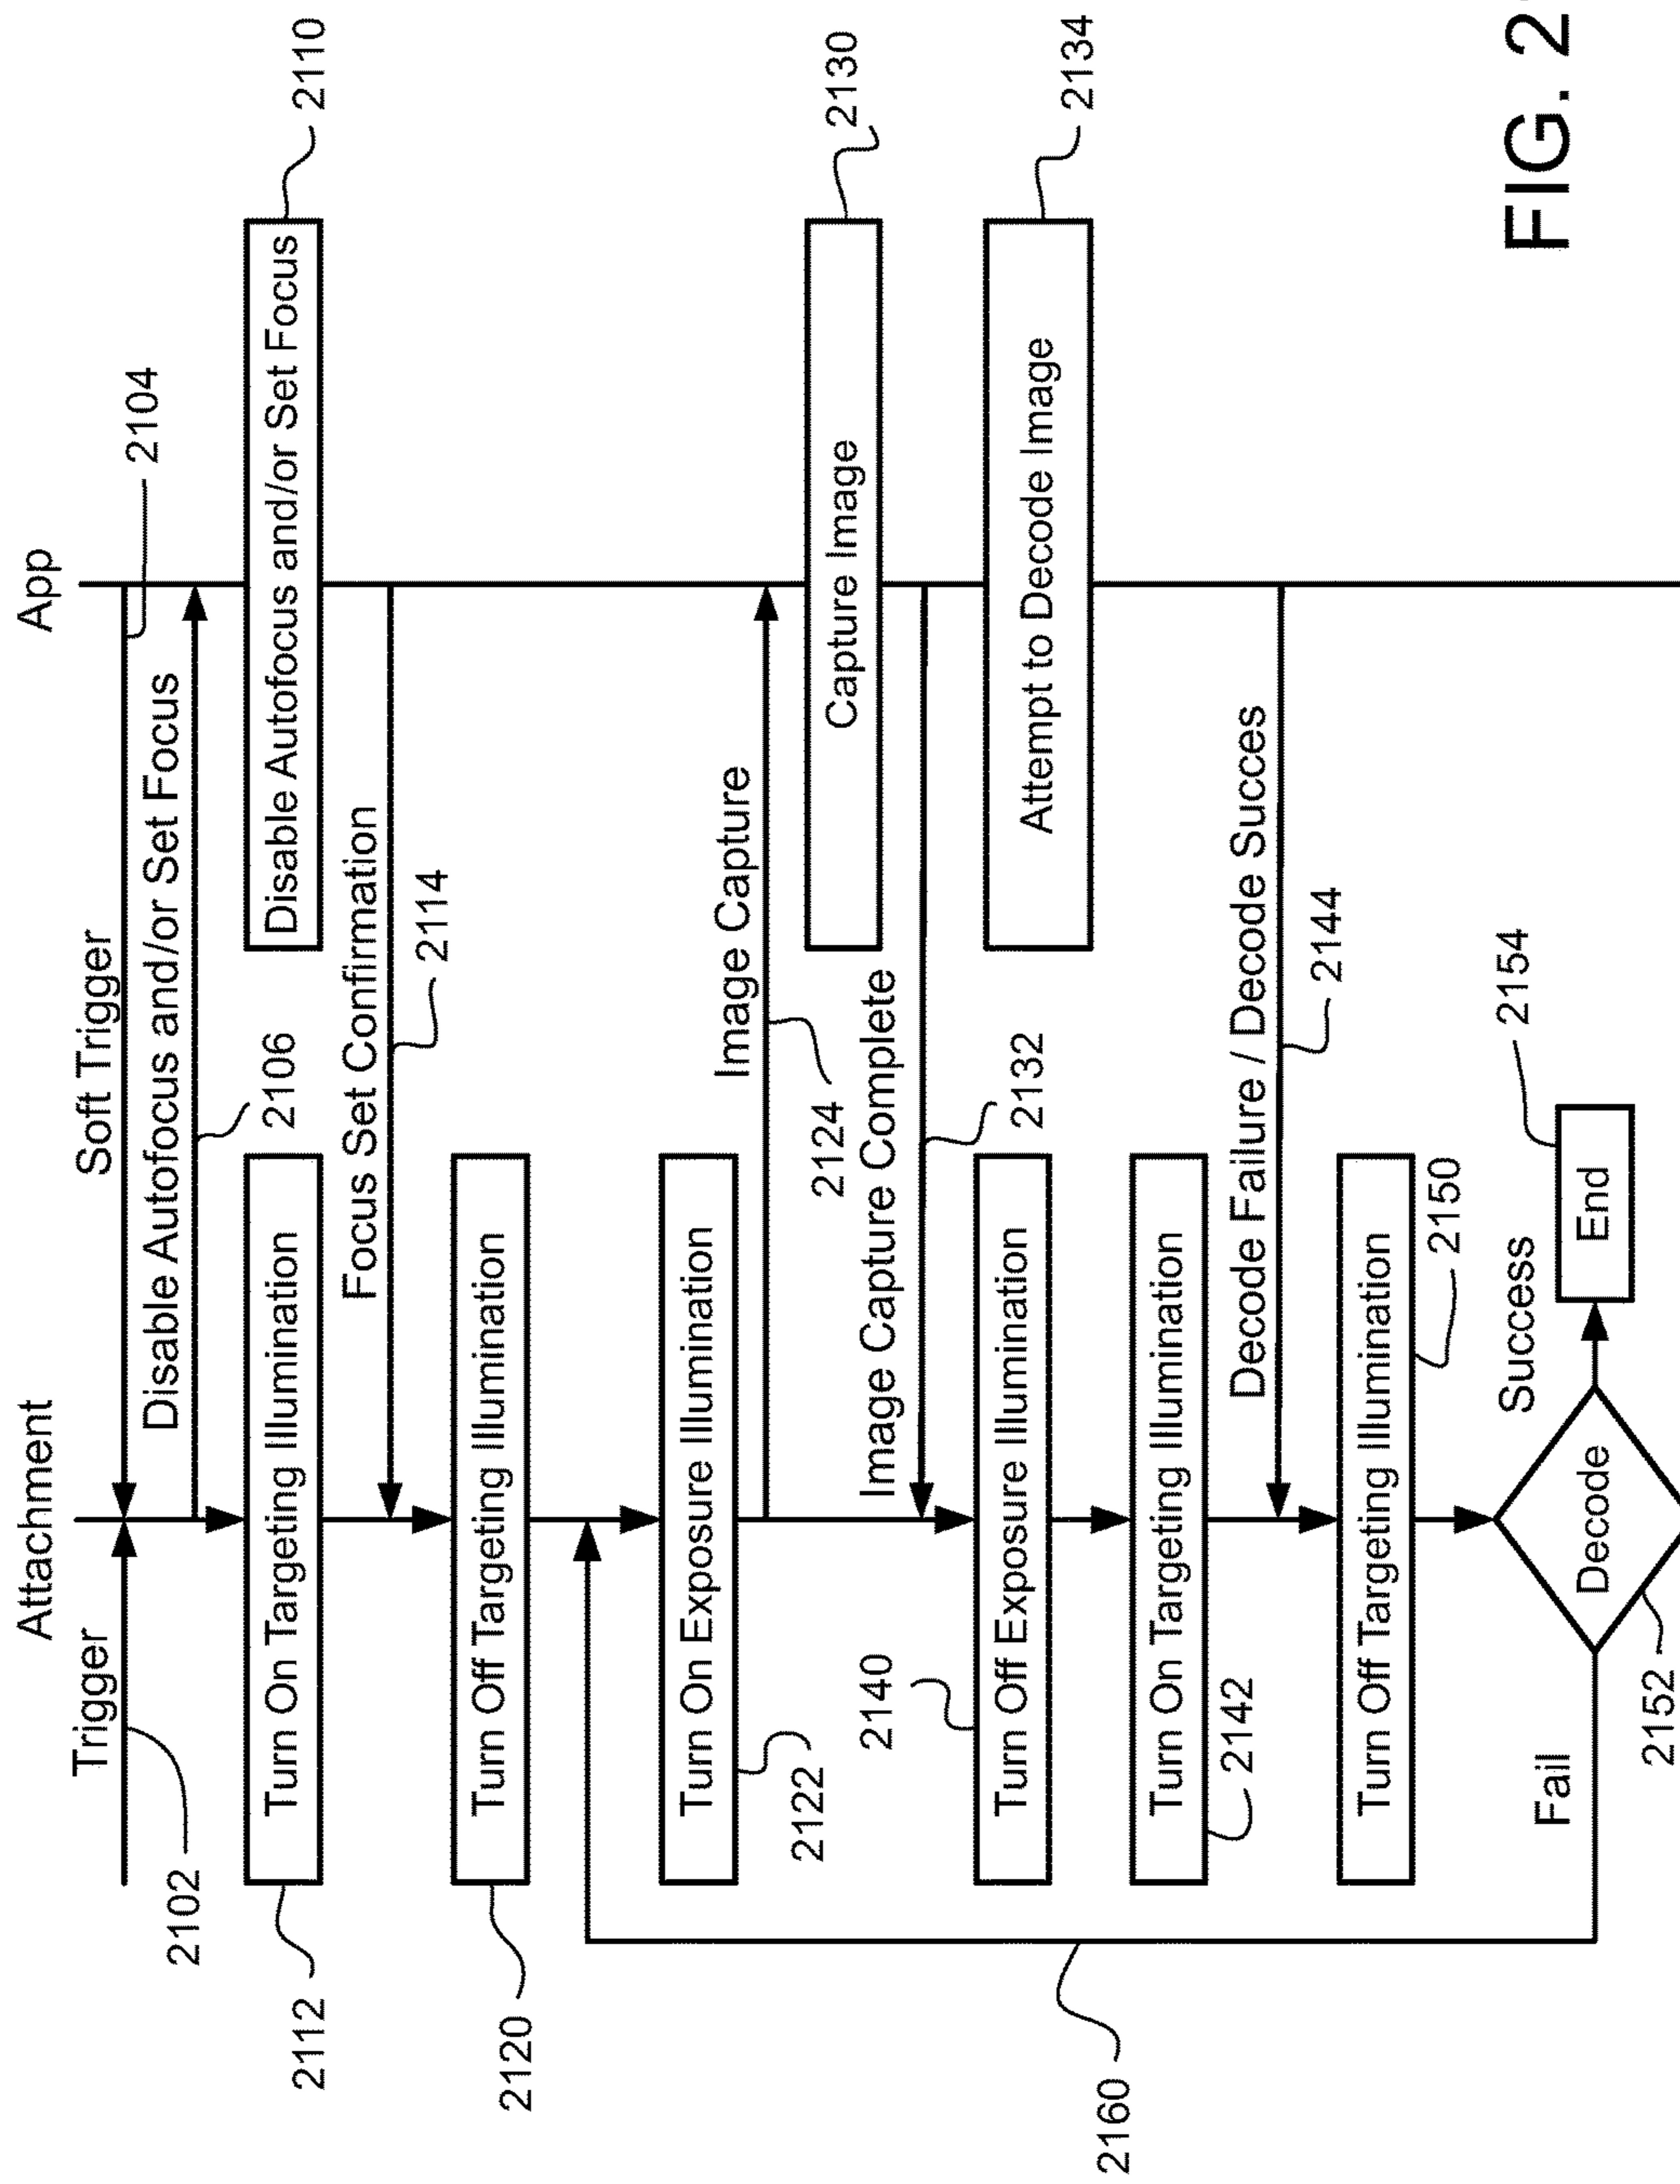 Attachment
App
Trigger
Soft Trigger
2102
2104
Disable Autofocus and/or Set Focus
2106
Turn On Targeting Illumination
2112
Disable Autofocus and/or Set Focus
2110
Focus Set Confirmation
2114
Turn Off Targeting Illumination
2120
Turn On Exposure Illumination
2122
Image Capture
2124
Capture Image
2130
Image Capture Complete
2132
Attempt to Decode Image
2134
2140
Turn Off Exposure Illumination
Turn On Targeting Illumination
2142
Decode Failure / Decode Success
2144
Turn Off Targeting Illumination
2150
Fail
Decode
2152
Success
End
2154
2160
FIG. 2